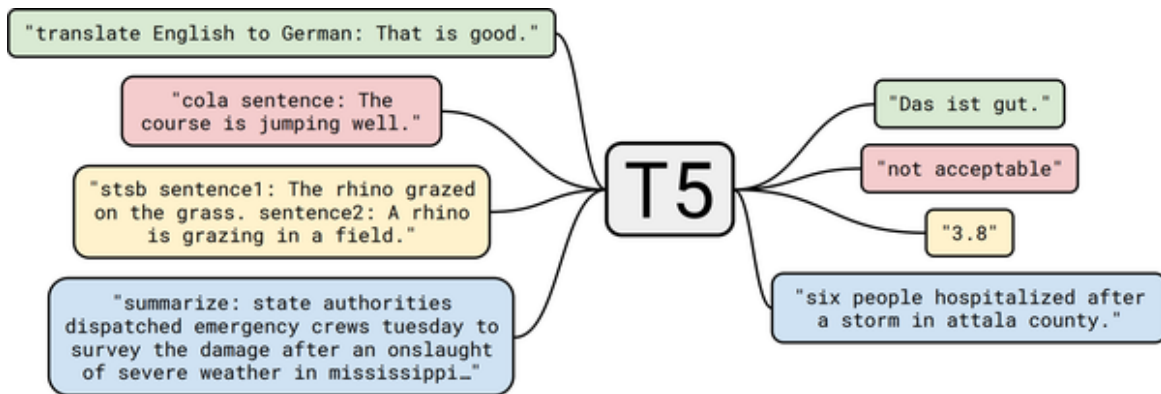 "translate English to German: That is good."
"cola sentence: The
course is jumping well."
"stsb sentence1: The rhino grazed
on the grass. sentence2: A rhino
is grazing in a field."
"summarize: state authorities
dispatched emergency crews tuesday to
survey the damage after an onslaught
of severe weather in mississippi…"
T5
"Das ist gut."
"not acceptable"
"3.8"
"six people hospitalized after
a storm in attala county."